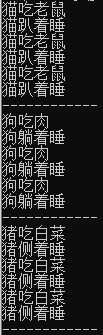 猫吃老鼠
猫趴着睡
猫吃老鼠
猫趴着睡
猫吃老鼠
猫趴着睡
------------
狗吃肉
狗躺着睡
狗吃肉
狗躺着睡
狗吃肉
狗躺着睡
------------
猪吃白菜
猪侧着睡
猪吃白菜
猪侧着睡
猪吃白菜
猪侧着睡
------------